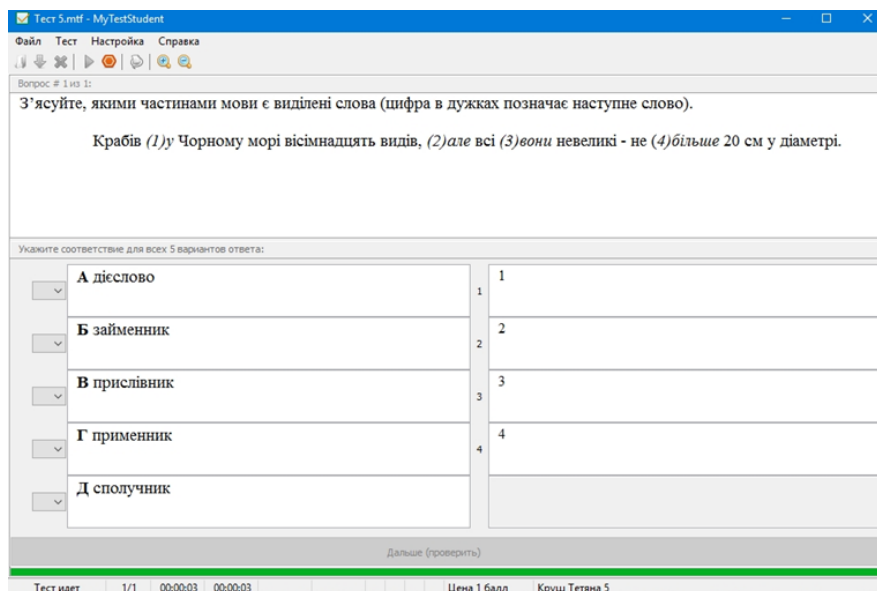 Тест 5.mtf - MyTestStudent
Файл Тест Настройка Справка
Вопрос # 1 из 1:
З’ясуйте, якими частинами мови є виділені слова (цифра в дужках позначає наступне слово).
Крабів (1)у Чорному морі вісімнадцять видів, (2)але всі (3)вони невеликі - не (4)більше 20 см у діаметрі.
Укажите соответствие для всех 5 вариантов ответа:
А дієслово
1 1
Б займенник
2 2
В прислівник
3 3
Г применник
4 4
Д сполучник
Дальше (проверить)
Тест идет 1/1 00:00:03 00:00:03 Цена 1 балл Круш Тетяна 5